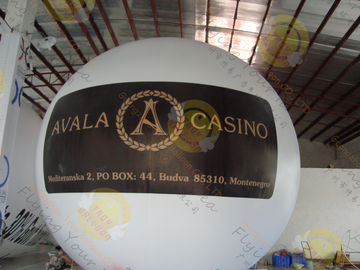 AVALA A CASINO
Mediteranska 2, PO BOX: 44, Budva 85310, Montenegro